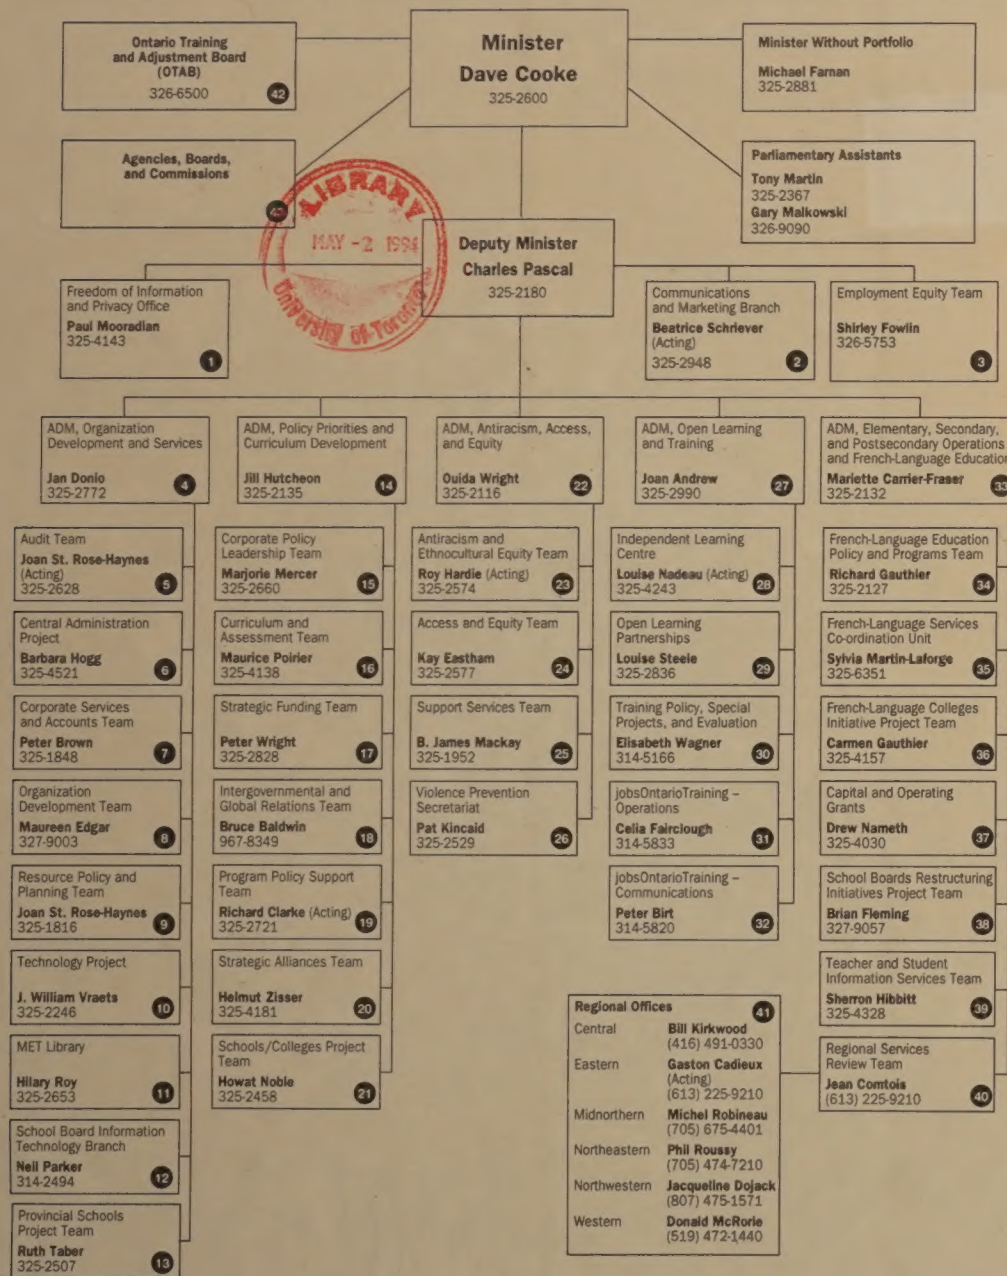 Ontario Training
and Adjustment Board
(OTAB)
326-6500
42
Minister
Dave Cooke
325-2600
Minister Without Portfolio
Michael Farnan
325-2881
Agencies, Boards,
and Commissions
43
Parliamentary Assistants
Tony Martin
325-2367
Gary Malkowski
326-9090
LIBRARY
MAY -2 1994
University of Toronto
Deputy Minister
Charles Pascal
325-2180
Freedom of Information
and Privacy Office
Paul Mooradian
325-4143
1
Communications
and Marketing Branch
Beatrice Schriever
(Acting)
325-2948
2
Employment Equity Team
Shirley Fowlin
326-5753
3
ADM, Organization
Development and Services
Jan Donio
325-2772
4
ADM, Policy Priorities and
Curriculum Development
Jill Hutcheon
325-2135
14
ADM, Antiracism, Access,
and Equity
Ouida Wright
325-2116
22
ADM, Open Learning
and Training
Joan Andrew
325-2990
27
ADM, Elementary, Secondary,
and Postsecondary Operations
and French-Language Education
Mariette Carrier-Fraser
325-2132
33
Audit Team
Joan St. Rose-Haynes
(Acting)
325-2628
5
Central Administration
Project
Barbara Hogg
325-4521
6
Corporate Services
and Accounts Team
Peter Brown
325-1848
7
Organization
Development Team
Maureen Edgar
327-9003
8
Resource Policy and
Planning Team
Joan St. Rose-Haynes
325-1816
9
Technology Project
J. William Vraets
325-2246
10
MET Library
Hilary Roy
325-2653
11
School Board Information
Technology Branch
Neil Parker
314-2494
12
Provincial Schools
Project Team
Ruth Taber
325-2507
13
Corporate Policy
Leadership Team
Marjorie Mercer
325-2660
15
Curriculum and
Assessment Team
Maurice Poirier
325-4138
16
Strategic Funding Team
Peter Wright
325-2828
17
Intergovernmental and
Global Relations Team
Bruce Baldwin
967-8349
18
Program Policy Support
Team
Richard Clarke (Acting)
325-2721
19
Strategic Alliances Team
Helmut Zisser
325-4181
20
Schools/Colleges Project
Team
Howat Noble
325-2458
21
Antiracism and
Ethnocultural Equity Team
Roy Hardie (Acting)
325-2574
23
Access and Equity Team
Kay Eastham
325-2577
24
Support Services Team
B. James Mackay
325-1952
25
Violence Prevention
Secretariat
Pat Kincaid
325-2529
26
Independent Learning
Centre
Louise Nadeau (Acting)
325-4243
28
Open Learning
Partnerships
Louise Steele
325-2836
29
Training Policy, Special
Projects, and Evaluation
Elisabeth Wagner
314-5166
30
jobsOntarioTraining –
Operations
Celia Fairclough
314-5833
31
jobsOntarioTraining –
Communications
Peter Birt
314-5820
32
French-Language Education
Policy and Programs Team
Richard Gauthier
325-2127
34
French-Language Services
Co-ordination Unit
Sylvia Martin-Laforge
325-6351
35
French-Language Colleges
Initiative Project Team
Carmen Gauthier
325-4157
36
Capital and Operating
Grants
Drew Nameth
325-4030
37
School Boards Restructuring
Initiatives Project Team
Brian Fleming
327-9057
38
Teacher and Student
Information Services Team
Sherron Hibbitt
325-4328
39
Regional Services
Review Team
Jean Comtois
(613) 225-9210
40
Regional Offices
41
Central Bill Kirkwood
(416) 491-0330
Eastern Gaston Cadieux
(Acting)
(613) 225-9210
Midnorthern Michel Robineau
(705) 675-4401
Northeastern Phil Roussy
(705) 474-7210
Northwestern Jacqueline Dojack
(807) 475-1571
Western Donald McRorie
(519) 472-1440